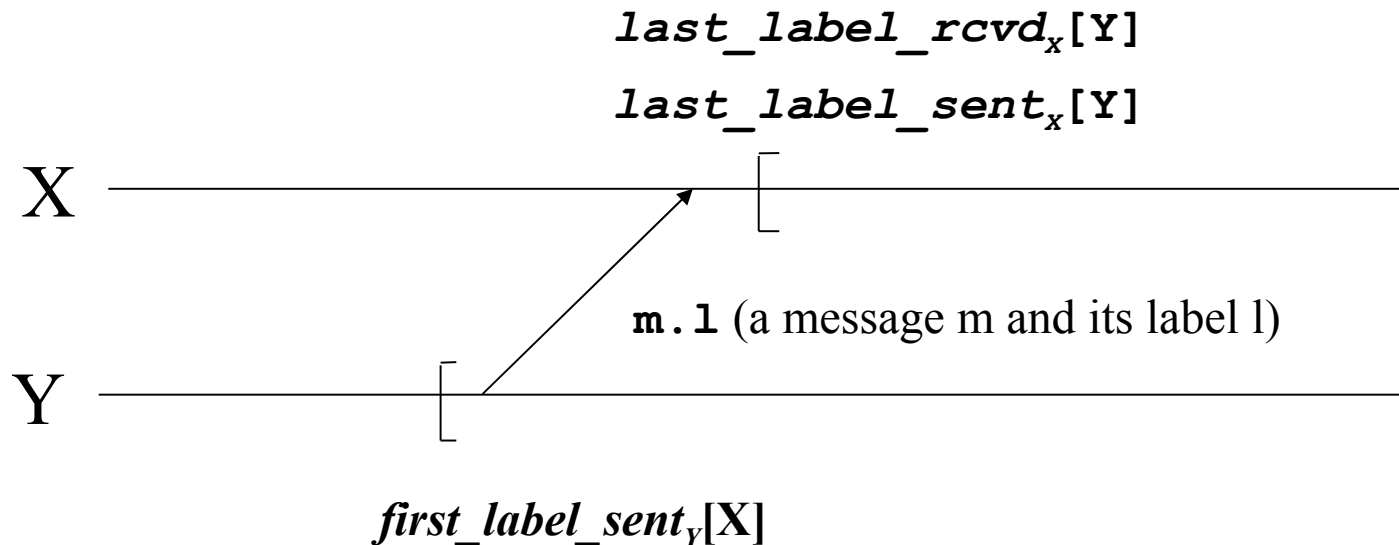 last_label_rcvdx[Y]
last_label_sentx[Y]
X
m.l (a message m and its label l)
Y
first_label_sentY[X]